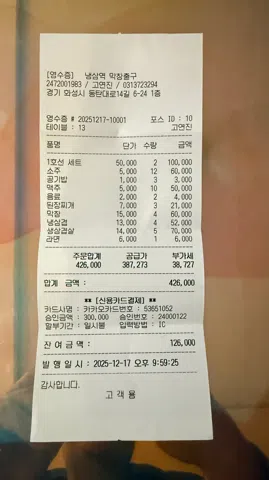 [영수증] 냉삼역 막창출구
2472001983 / 고연진 / 0313723294
경기 화성시 동탄대로14길 6-24 1층
영수증 # 20251217-10001 포스 ID : 10
테이블 : 13 고연진
품명 단가 수량 금액
1호선 세트 50,000 2 100,000
소주 5,000 12 60,000
공기밥 1,000 3 3,000
맥주 5,000 10 50,000
음료 2,000 2 4,000
된장찌개 7,000 3 21,000
막창 15,000 4 60,000
냉삼겹 13,000 4 52,000
생삼겹살 14,000 5 70,000
라면 6,000 1 6,000
주문합계 공급가 부가세
426,000 387,273 38,727
합계 금액: 426,000
** [신용카드결제] **
카드사명 : 카카오카드번호 : 53651052
승인금액 : 300,000 승인번호 : 24000122
할부기간 : 일시불 입력방법 : IC
잔여금액: 126,000
발행일시 : 2025-12-17 오후 9:59:25
감사합니다.
고객용